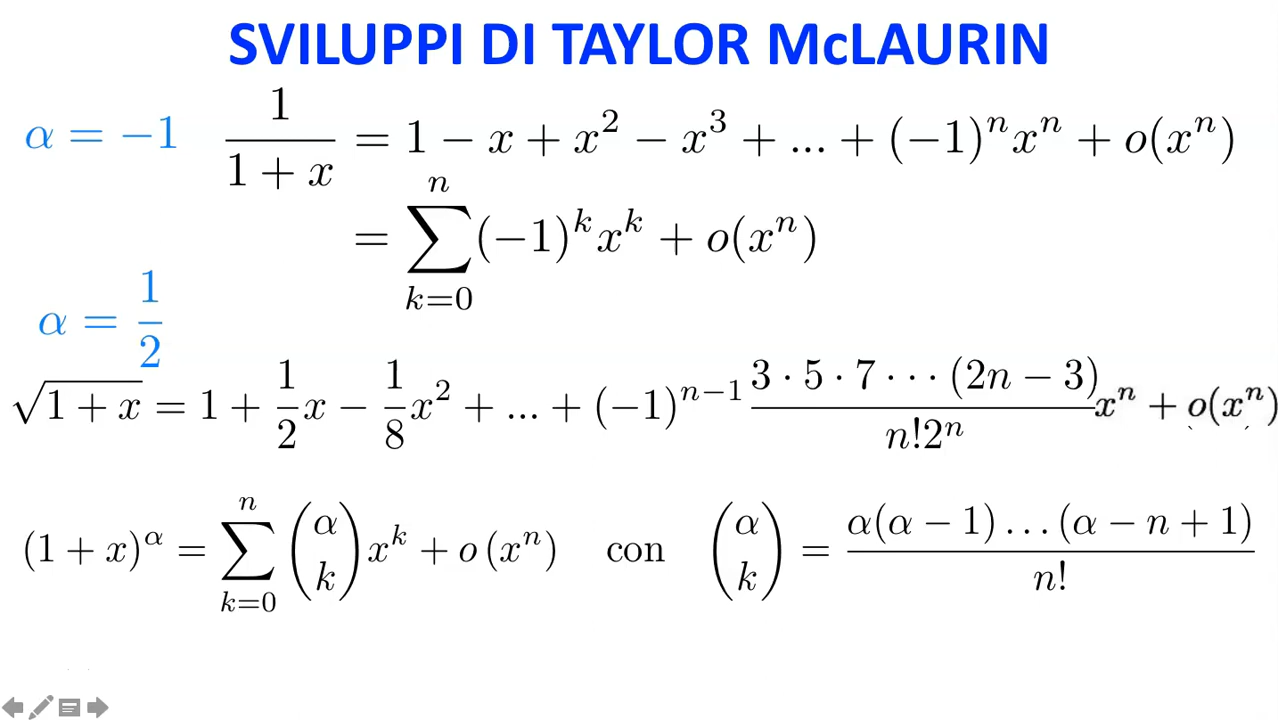 SVILUPPI DI TAYLOR McLAURIN
α = −1 1/(1 + x) = 1 − x + x² − x³ + ... + (−1)ⁿxⁿ + o(xⁿ)
= ∑_{k=0}^{n} (−1)ᵏxᵏ + o(xⁿ)
α = 1/2
√(1 + x) = 1 + 1/2 x − 1/8 x² + ... + (−1)ⁿ⁻¹ (3 · 5 · 7 · · · (2n − 3))/(n!2ⁿ) xⁿ + o(xⁿ)
(1 + x)^α = ∑_{k=0}^{n} (α k) xᵏ + o (xⁿ) con (α k) = (α(α − 1) . . . (α − n + 1))/(n!)